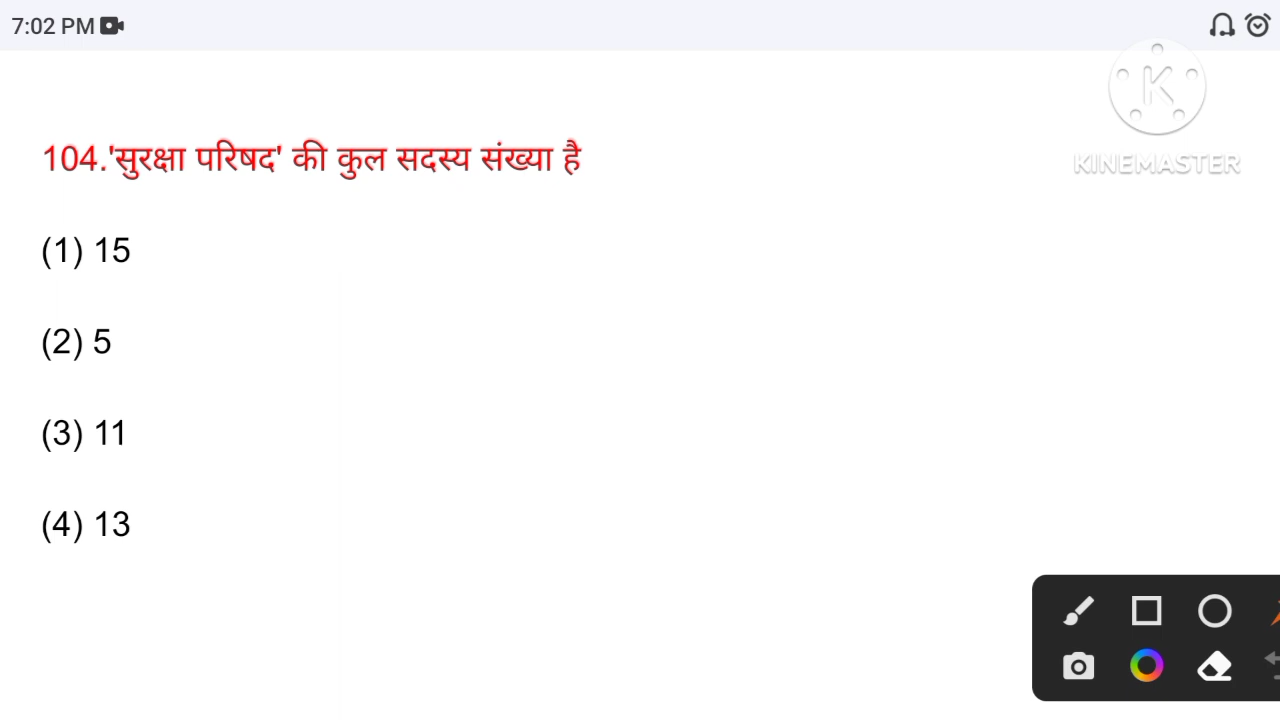 7:02 PM
K
KINEMASTER
104.'सुरक्षा परिषद' की कुल सदस्य संख्या है
(1) 15
(2) 5
(3) 11
(4) 13